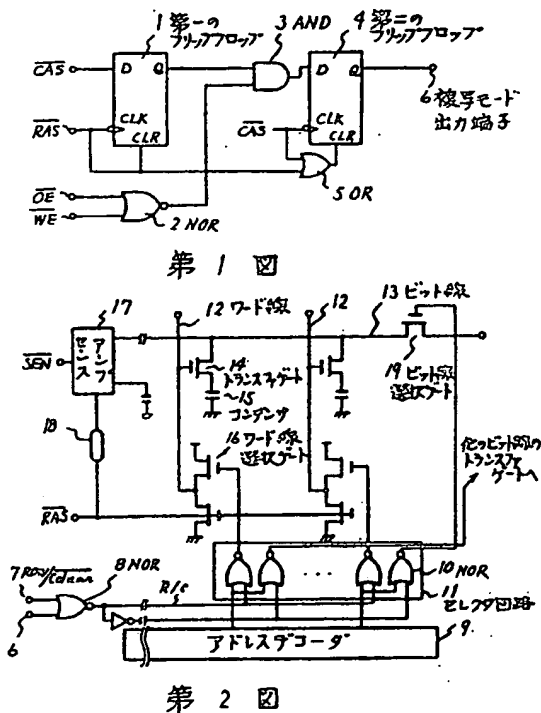 1 第一の
フリップフロップ
3 AND
4 第二の
フリップフロップ
CAS
D
Q
D
Q
6 複写モード
出力端子
RAS
CLK
CLR
CAS
CLK
CLR
5 OR
OE
WE
2 NOR
第 1 図
17
12 ワード線
12
13 ビット線
SEN
センス
アンプ
14
トランスファゲート
15
コンデンサ
19 ビット線
選択ゲート
18
16 ワード線
選択ゲート
他のビット線の
トランスファ
ゲートへ
RAS
7 Row/Column
8 NOR
R/C
...
10 NOR
11
セレクタ回路
6
アドレスデコーダ
9
第 2 図